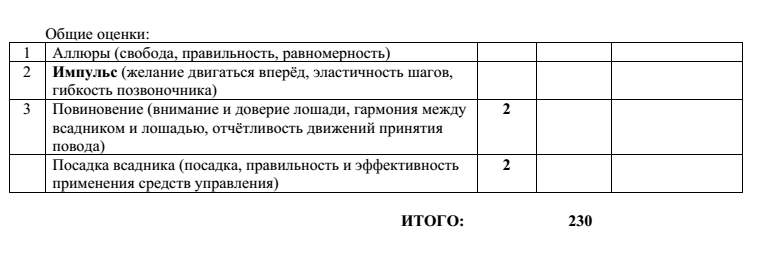 Общие оценки:
1 Аллюры (свобода, правильность, равномерность)
2 Импульс (желание двигаться вперёд, эластичность шагов,
гибкость позвоночника)
3 Повиновение (внимание и доверие лошади, гармония между 2
всадником и лошадью, отчётливость движений принятия
повода)
Посадка всадника (посадка, правильность и эффективность 2
применения средств управления)
ИТОГО: 230